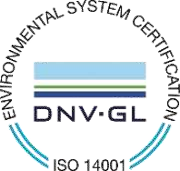 ENVIRONMENTAL SYSTEM CERTIFICATION
DNV·GL
ISO 14001